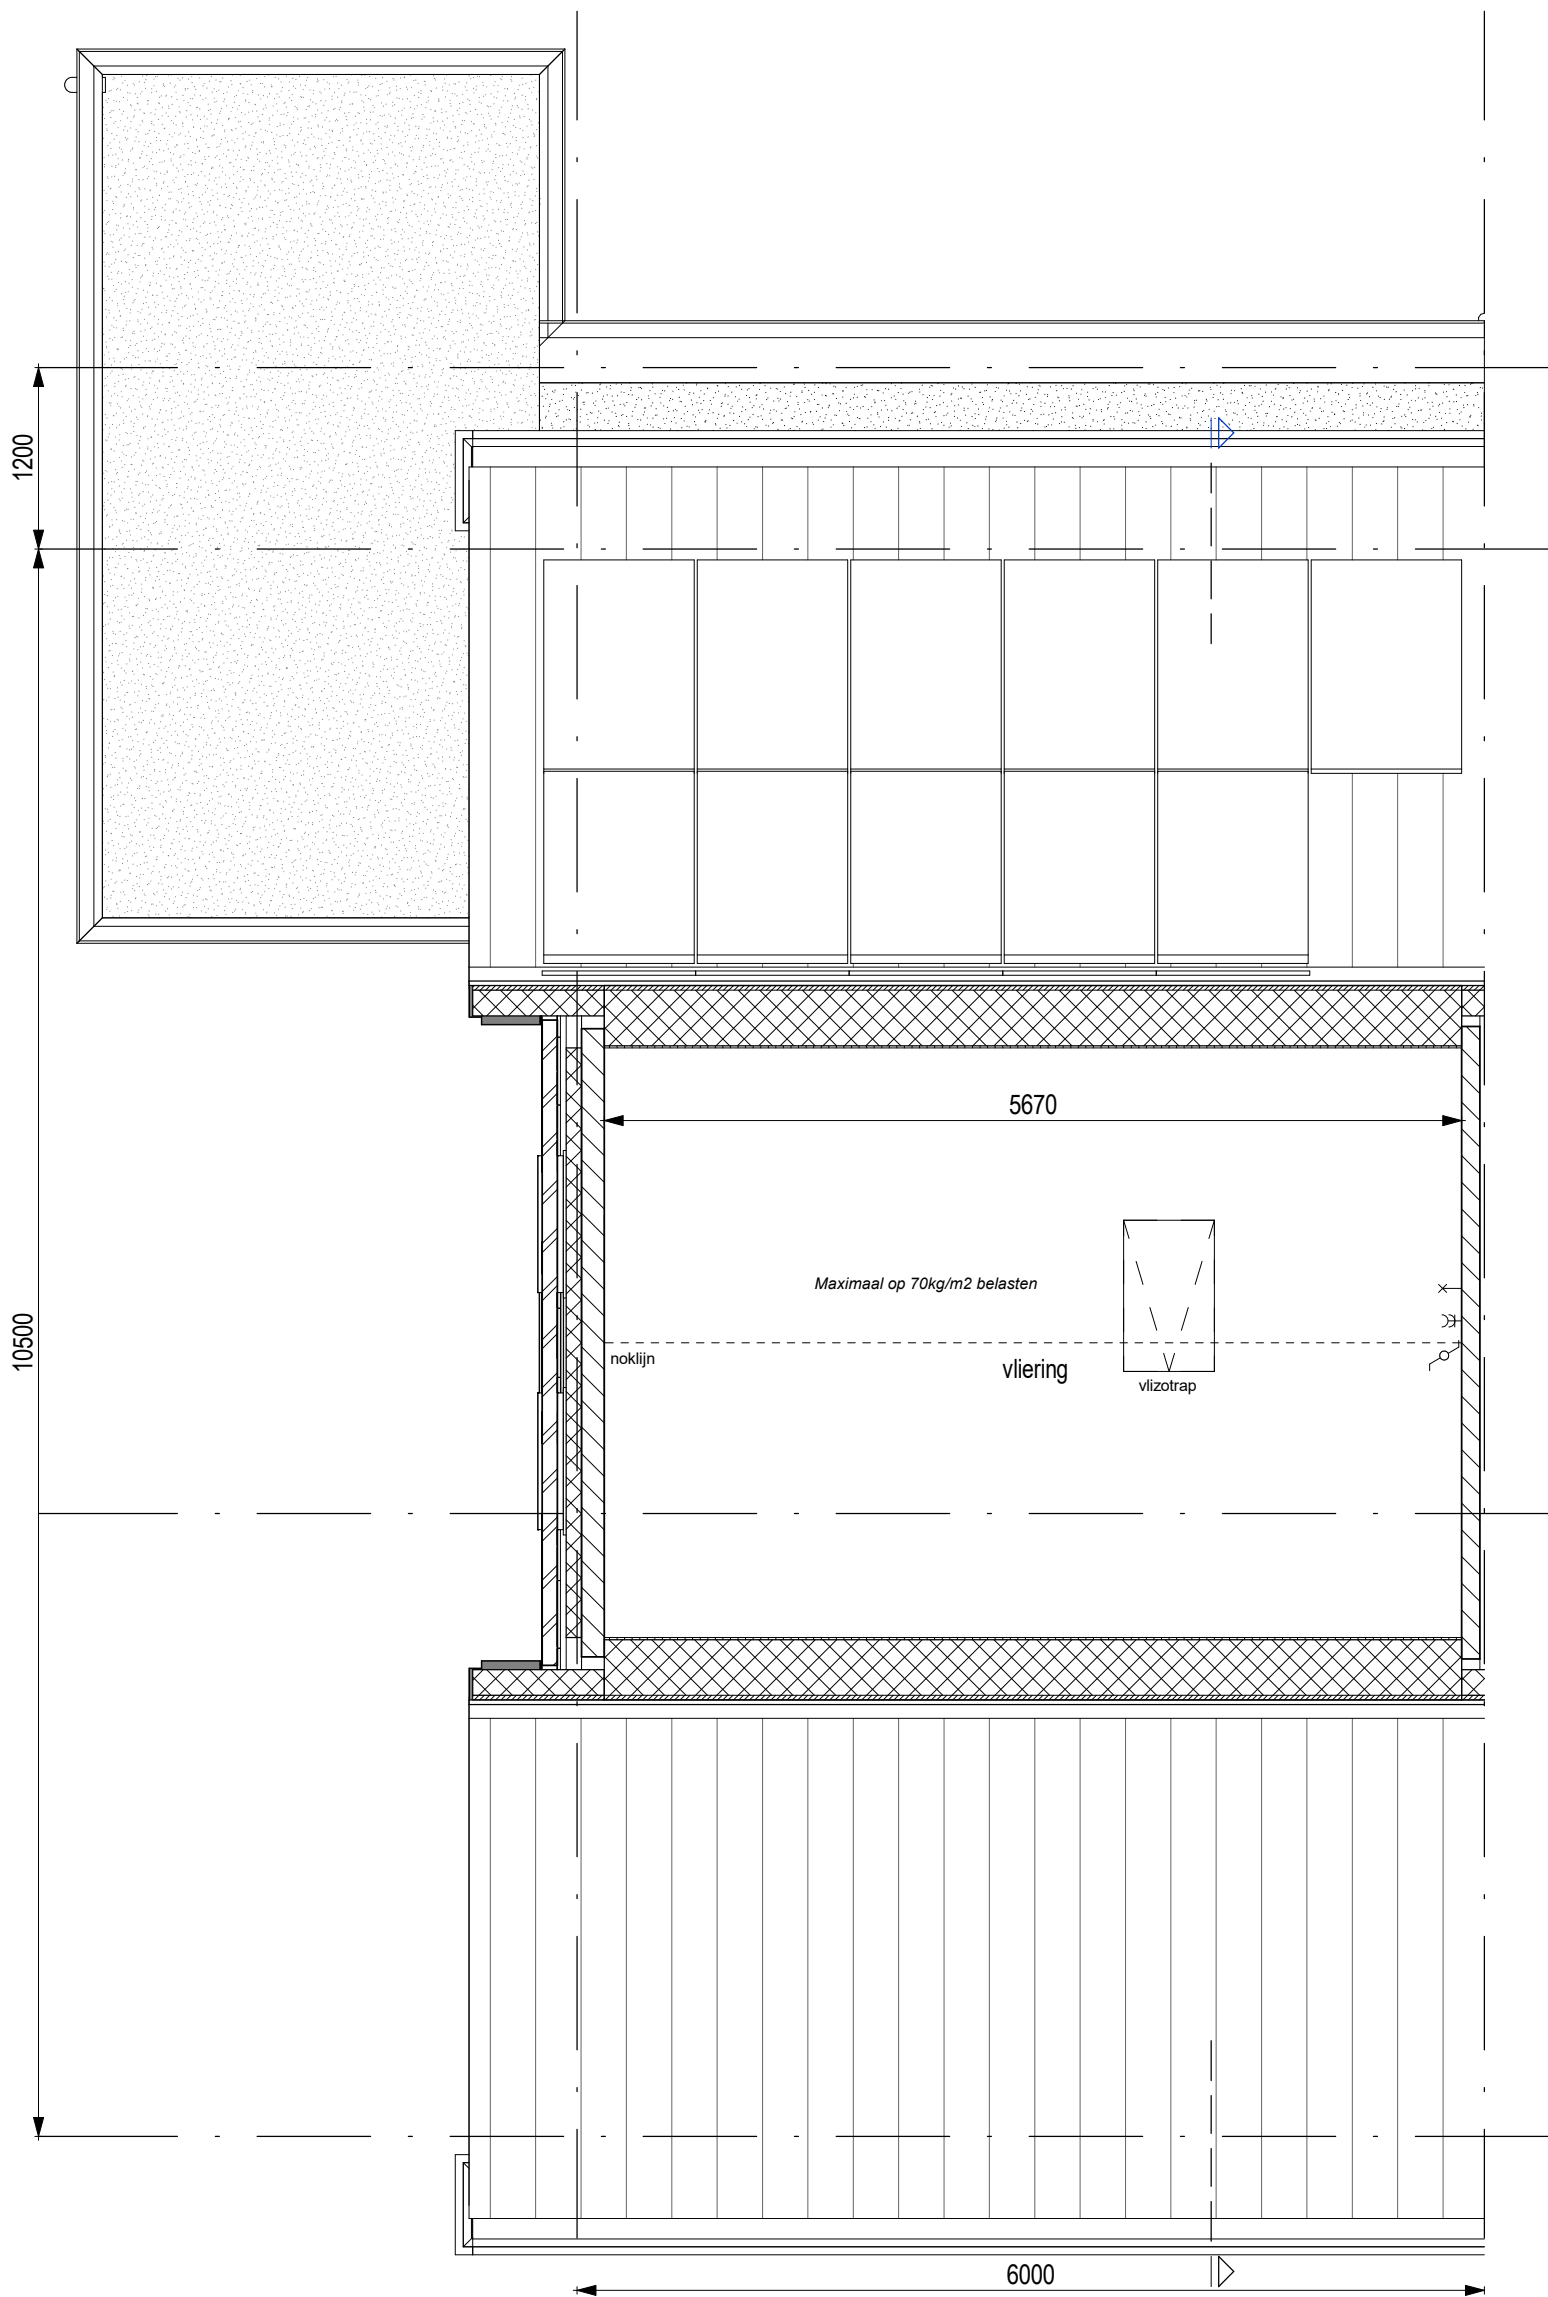 1200
5670
Maximaal op 70kg/m2 belasten
10500
noklijn
vliering
vlizotrap
6000